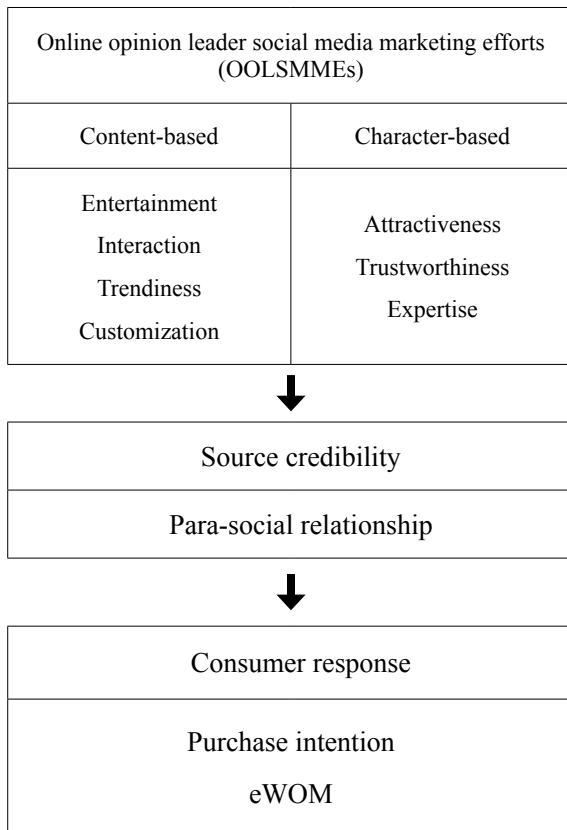 Online opinion leader social media marketing efforts
(OOLSMMEs)
Content-based
Character-based
Entertainment
Interaction
Trendiness
Customization
Attractiveness
Trustworthiness
Expertise
Source credibility
Para-social relationship
Consumer response
Purchase intention
eWOM